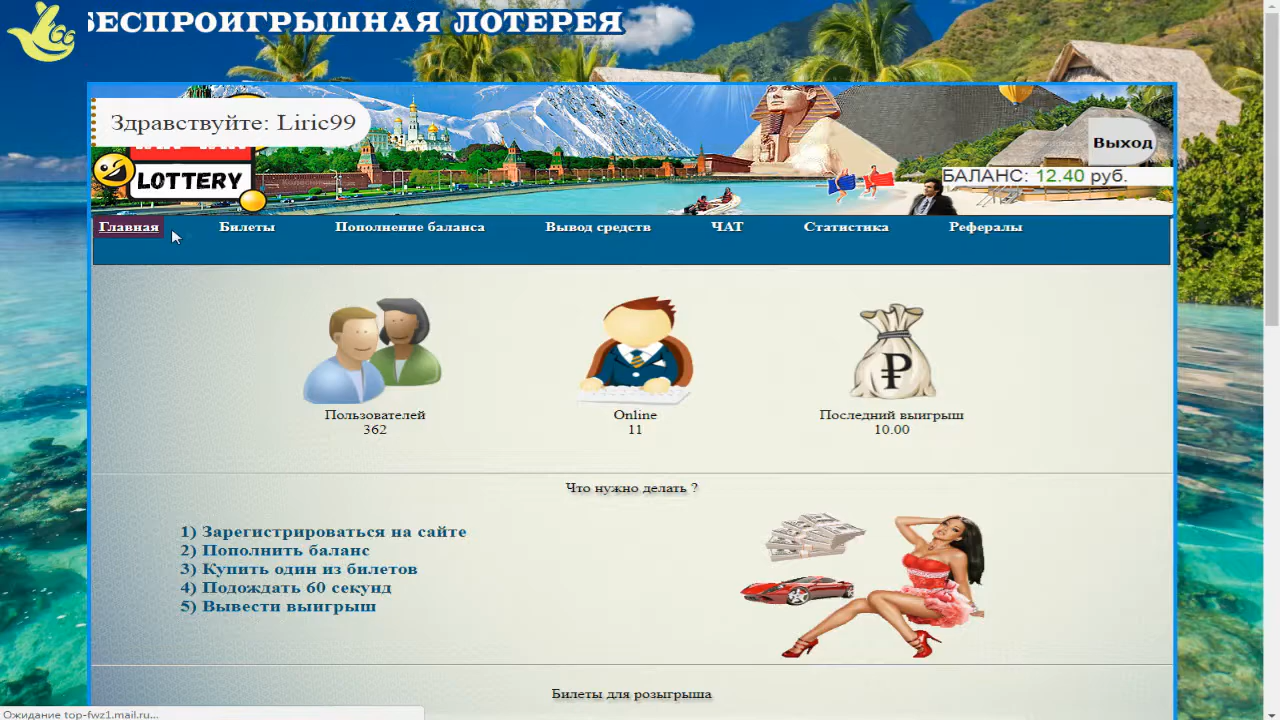 БЕСПРОИГРЫШНАЯ ЛОТЕРЕЯ
Здравствуйте: Liric99
Выход
LOTTERY
БАЛАНС: 12.40 руб.
Главная Билеты Пополнение баланса Вывод средств ЧАТ Статистика Рефералы
Пользователей
362
Online
11
Последний выигрыш
10.00
Что нужно делать ?
1) Зарегистрироваться на сайте
2) Пополнить баланс
3) Купить один из билетов
4) Подождать 60 секунд
5) Вывести выигрыш
Билеты для розыгрыша
Ожидание top-fwz1.mail.ru...